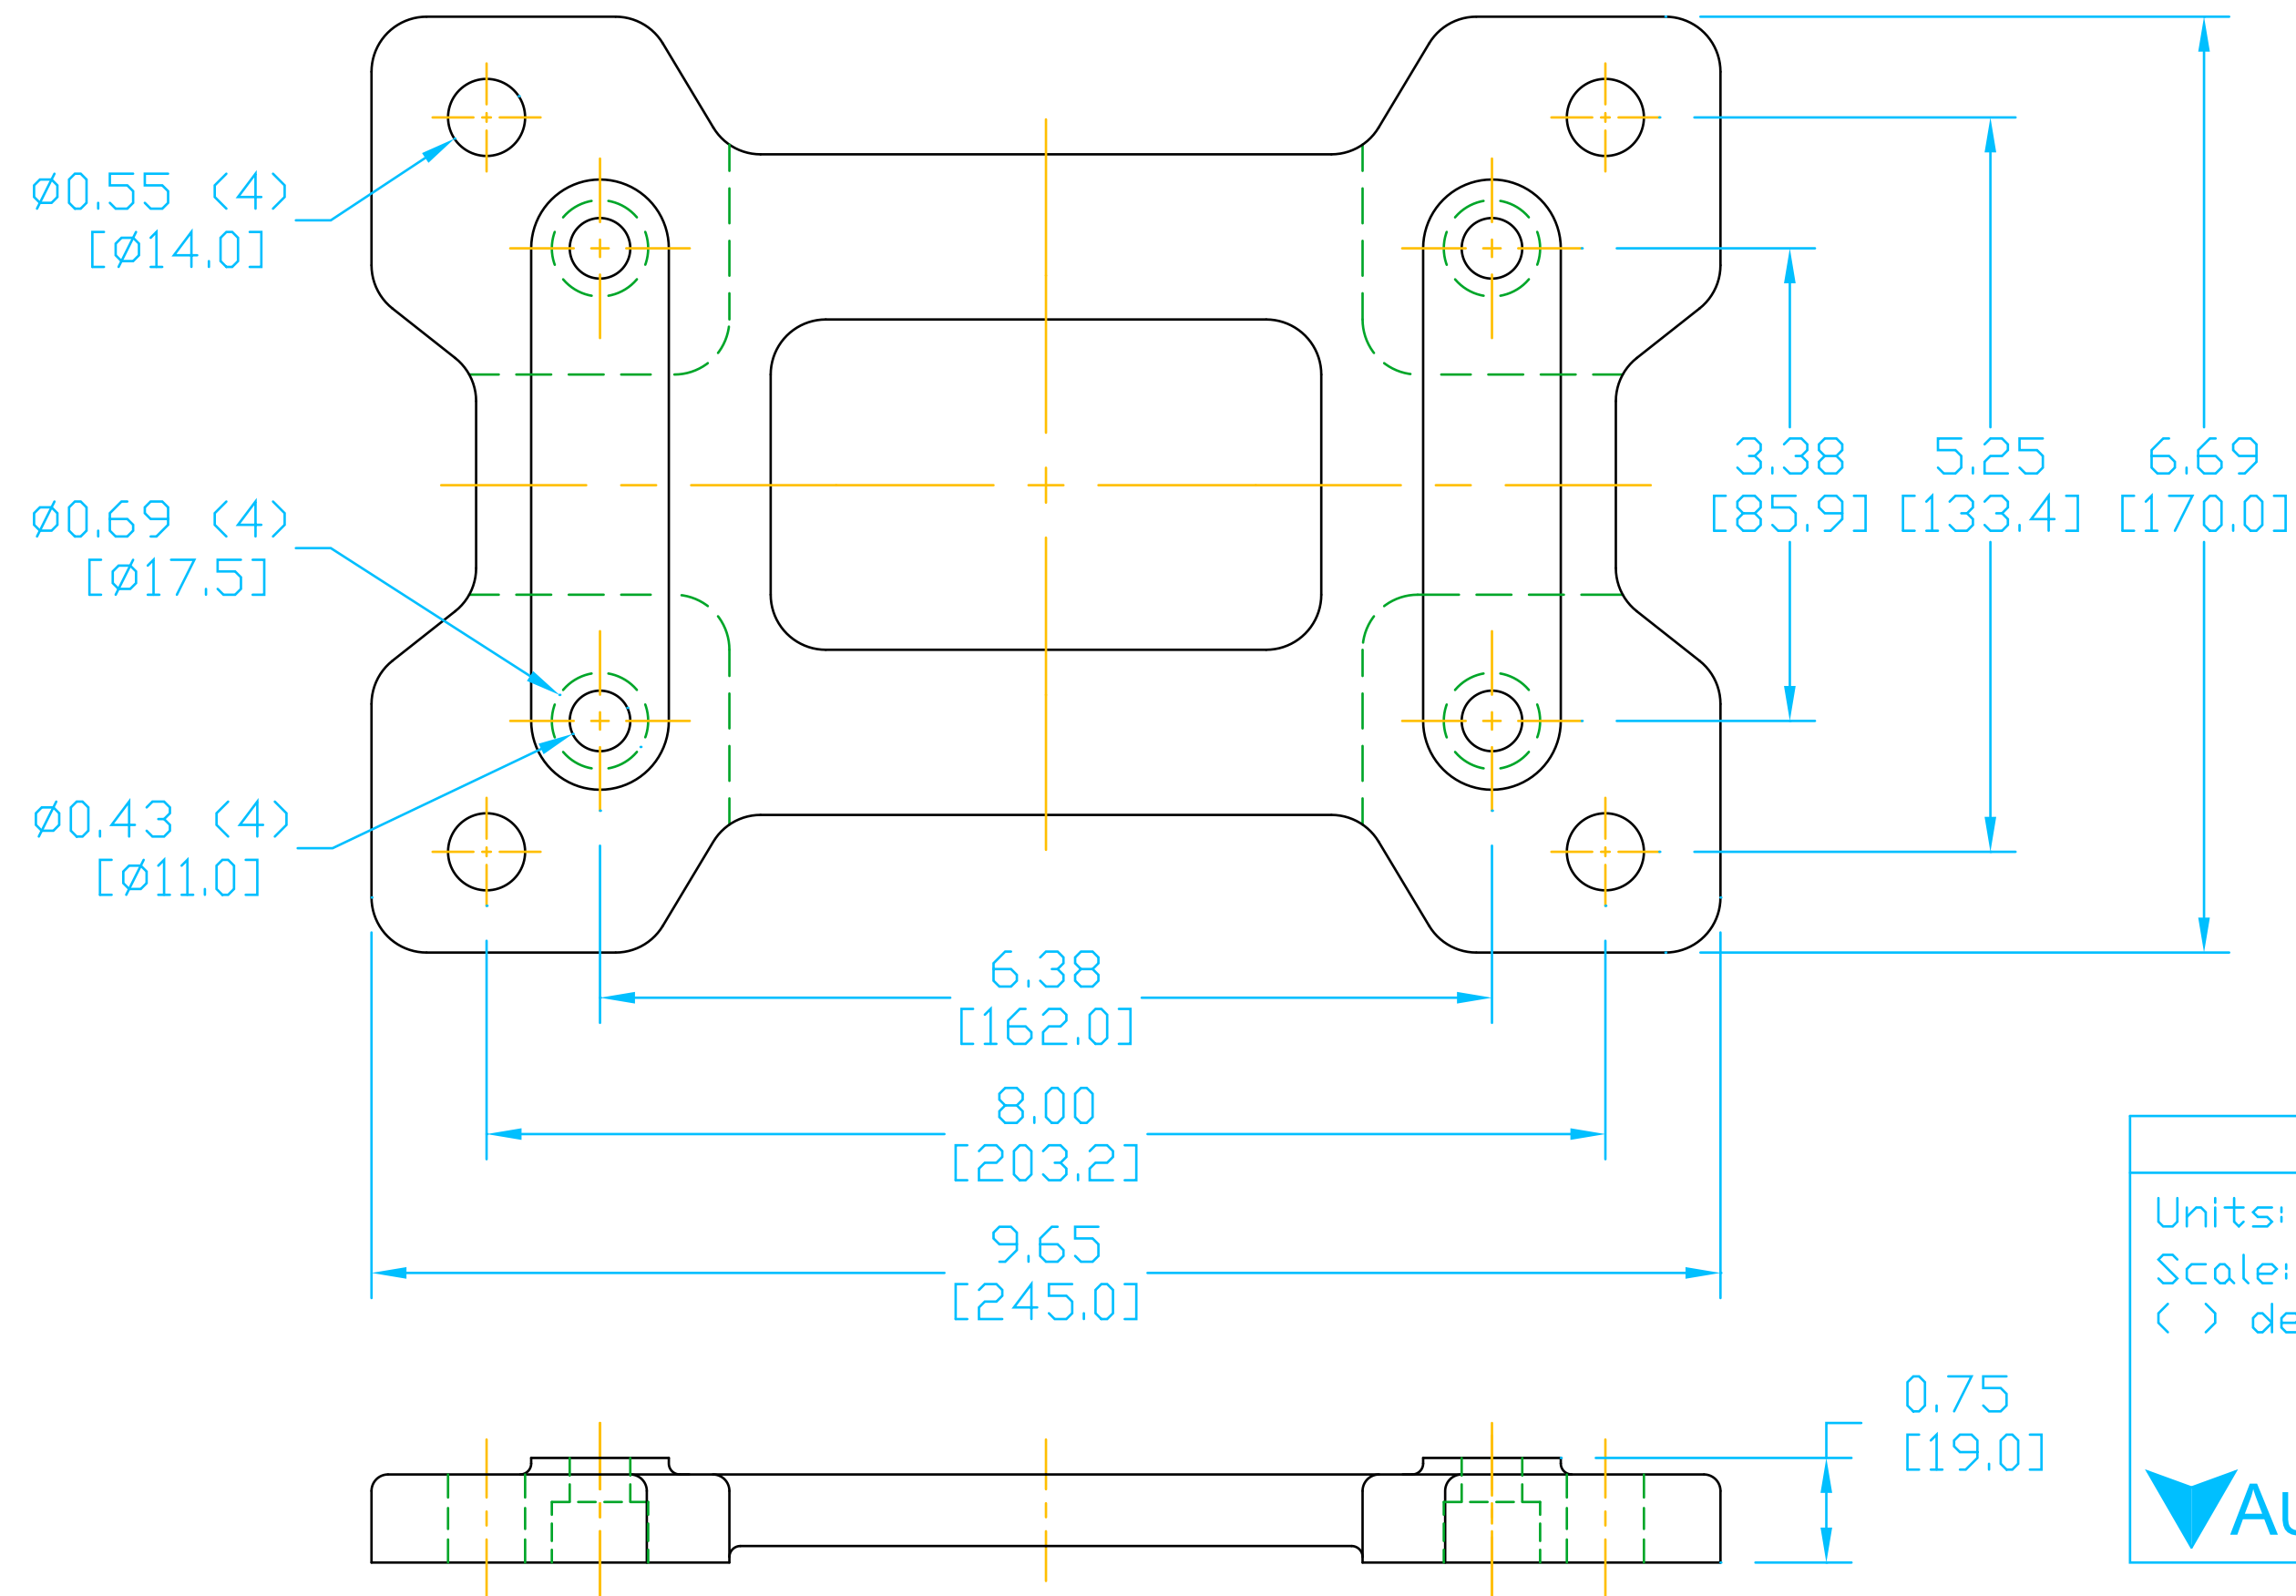 Ø0.55 (4)
[Ø14.0]
3.38
[85.9]
5.25
[133.4]
6.69
[170.0]
Ø0.69 (4)
[Ø17.5]
Ø0.43 (4)
[Ø11.0]
6.38
[162.0]
8.00
[203.2]
9.65
[245.0]
Units:
Scale:
( ) de
0.75
[19.0]
AU